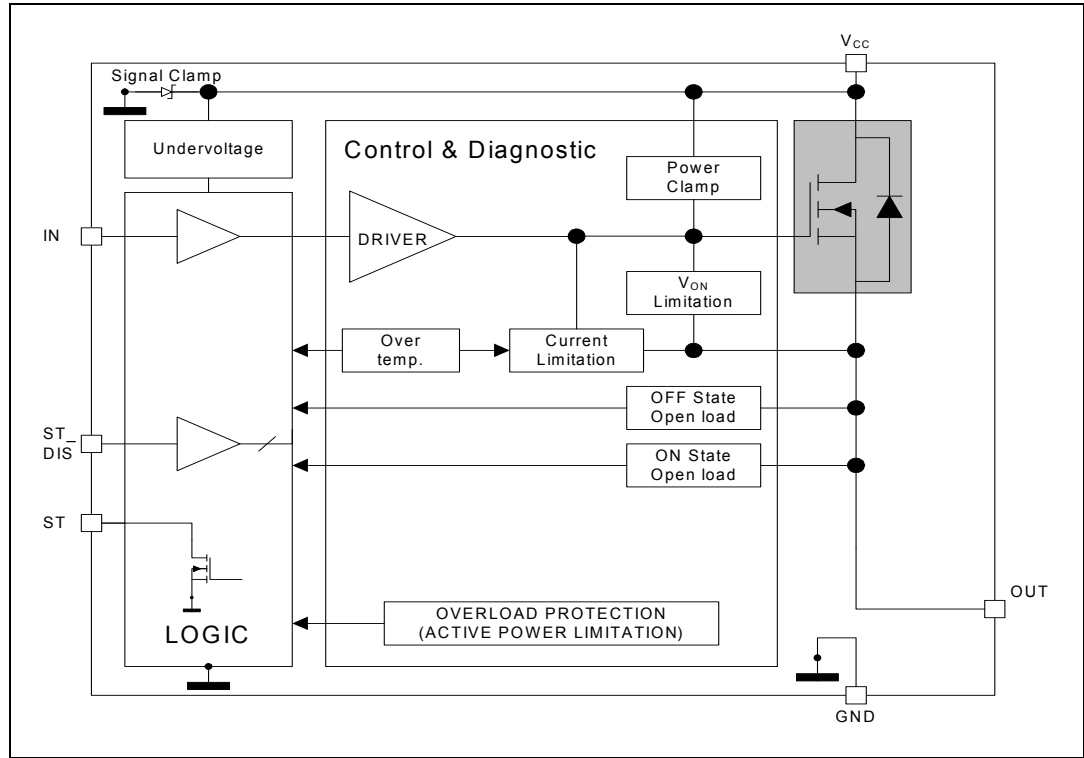 V_CC
Signal Clamp
Undervoltage
Control & Diagnostic
Power
Clamp
IN
DRIVER
V_ON
Limitation
Over
temp.
Current
Limitation
OFF State
Open load
ST_
DIS
ON State
Open load
ST
OUT
OVERLOAD PROTECTION
(ACTIVE POWER LIMITATION)
LOGIC
GND